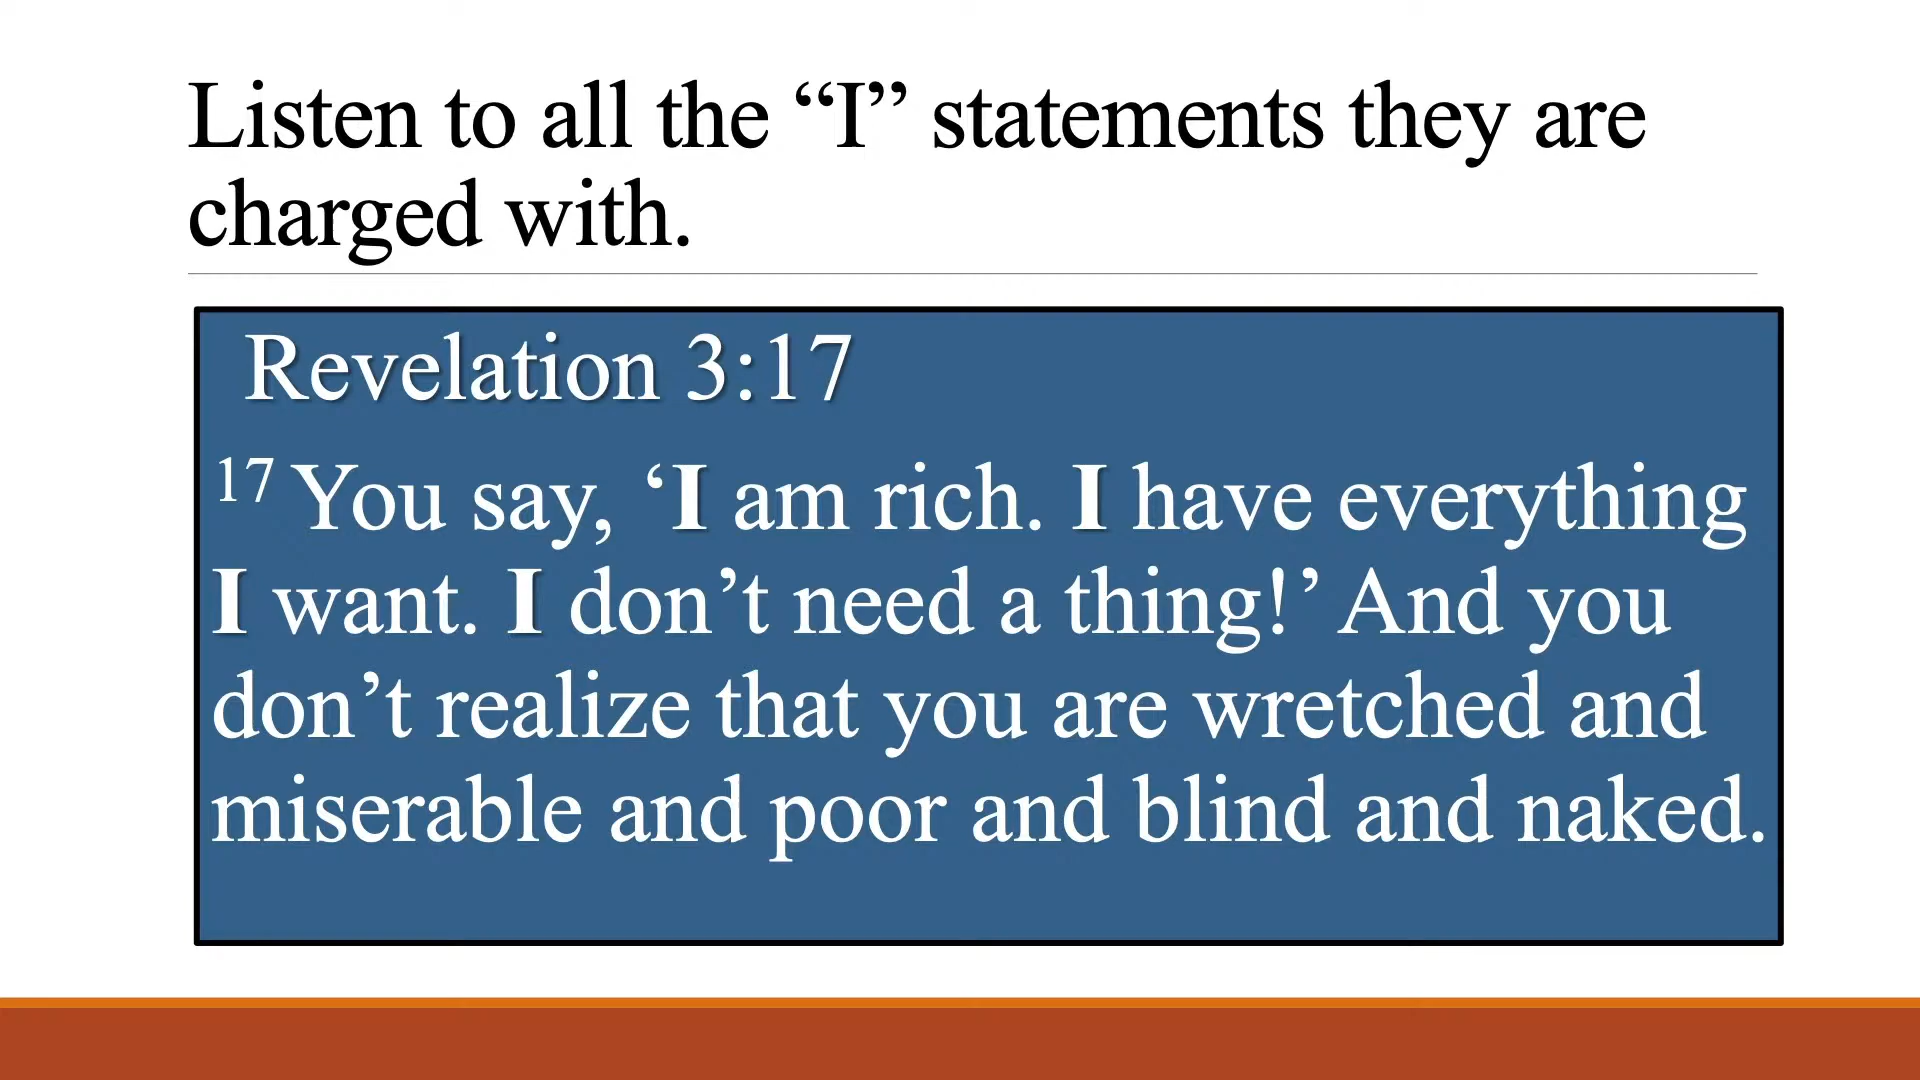 Listen to all the “I” statements they are
charged with.
Revelation 3:17
17 You say, ‘I am rich. I have everything
I want. I don’t need a thing!’ And you
don’t realize that you are wretched and
miserable and poor and blind and naked.